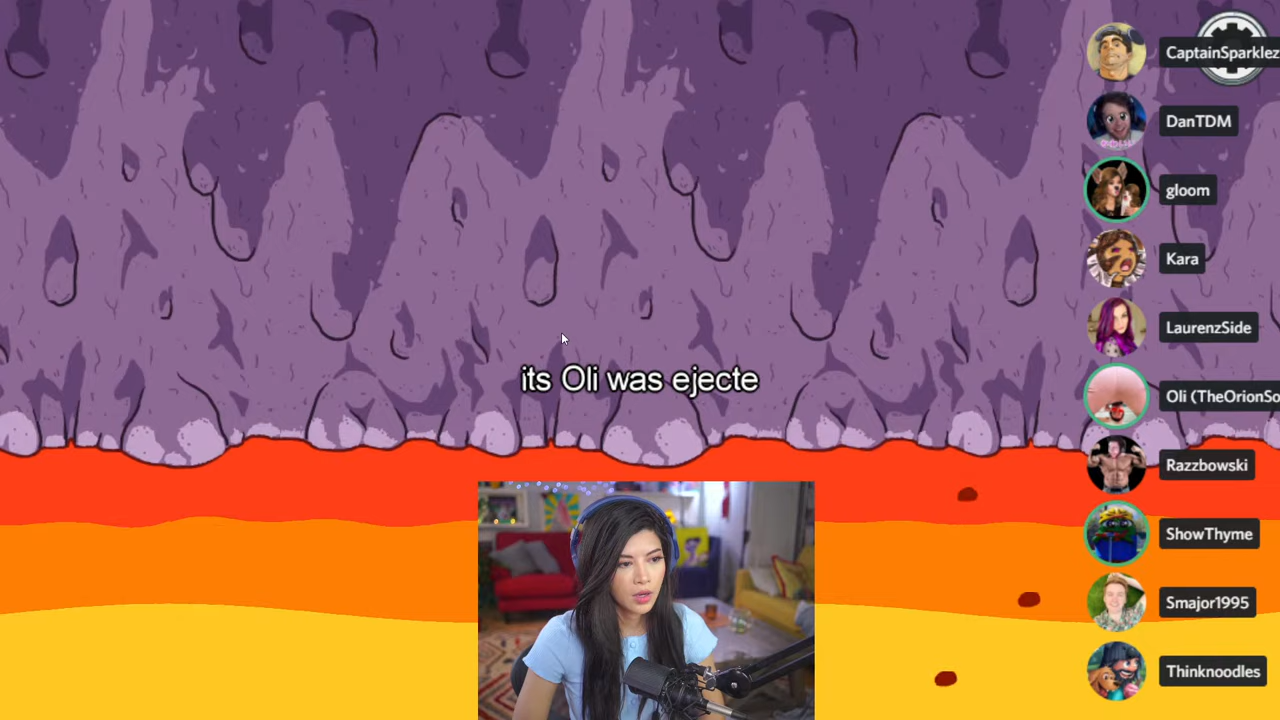 CaptainSparklez
DanTDM
gloom
Kara
LaurenzSide
its Oli was ejecte
Oli (TheOrionSo
Razzbowski
ShowThyme
Smajor1995
Thinknoodles